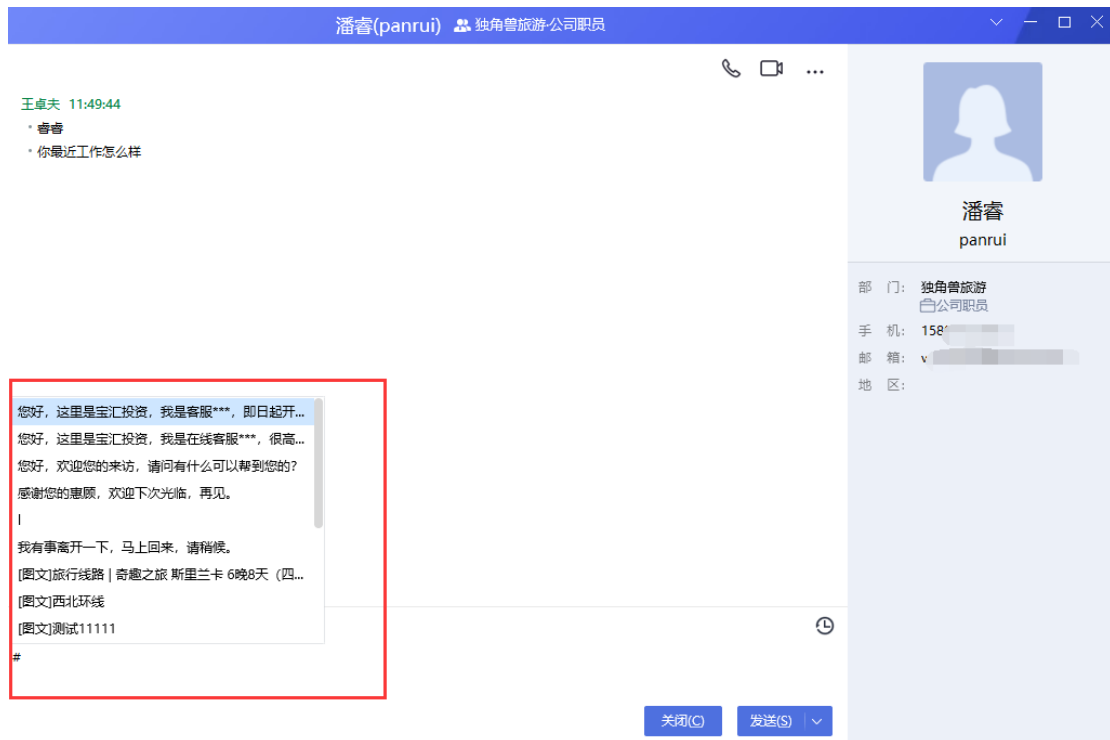 潘睿(panrui) 独角兽旅游·公司职员
王卓夫 11:49:44
睿睿
你最近工作怎么样
潘睿
panrui
部 门: 独角兽旅游
公司职员
手 机: 158
邮 箱: v
地 区:
您好，这里是宝汇投资，我是客服***，即日起开...
您好，这里是宝汇投资，我是在线客服***，很高...
您好，欢迎您的来访，请问有什么可以帮到您的?
感谢您的惠顾，欢迎下次光临，再见。
l
我有事离开一下，马上回来，请稍候。
[图文]旅行线路 | 奇趣之旅 斯里兰卡 6晚8天（四...
[图文]西北环线
[图文]测试11111
#
关闭(C) 发送(S)